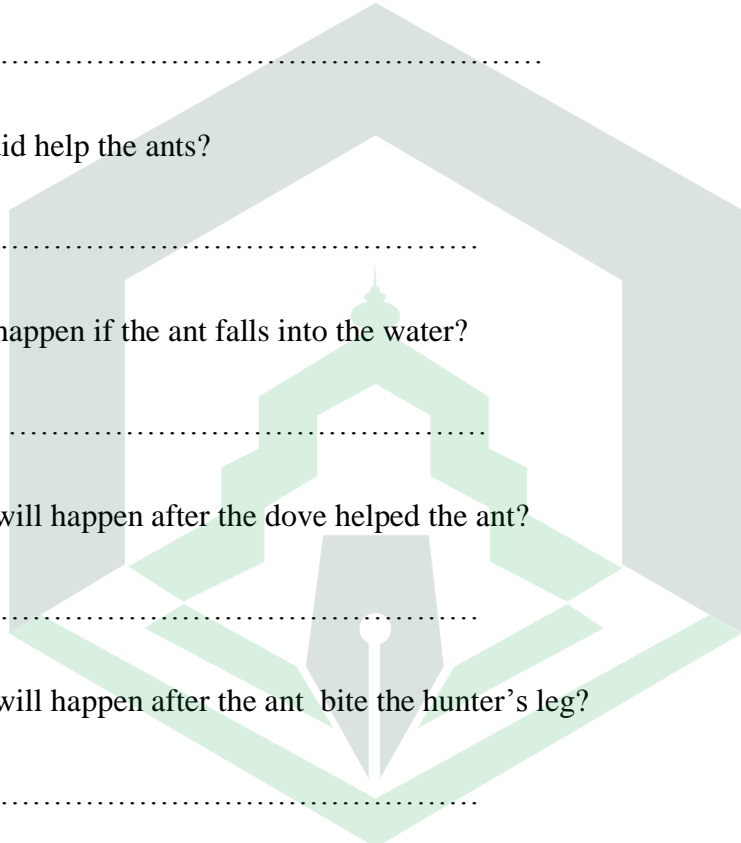 ……………………………………………
id help the ants?
………………………………………
happen if the ant falls into the water?
………………………………………
will happen after the dove helped the ant?
………………………………………
will happen after the ant  bite the hunter’s leg?
………………………………………